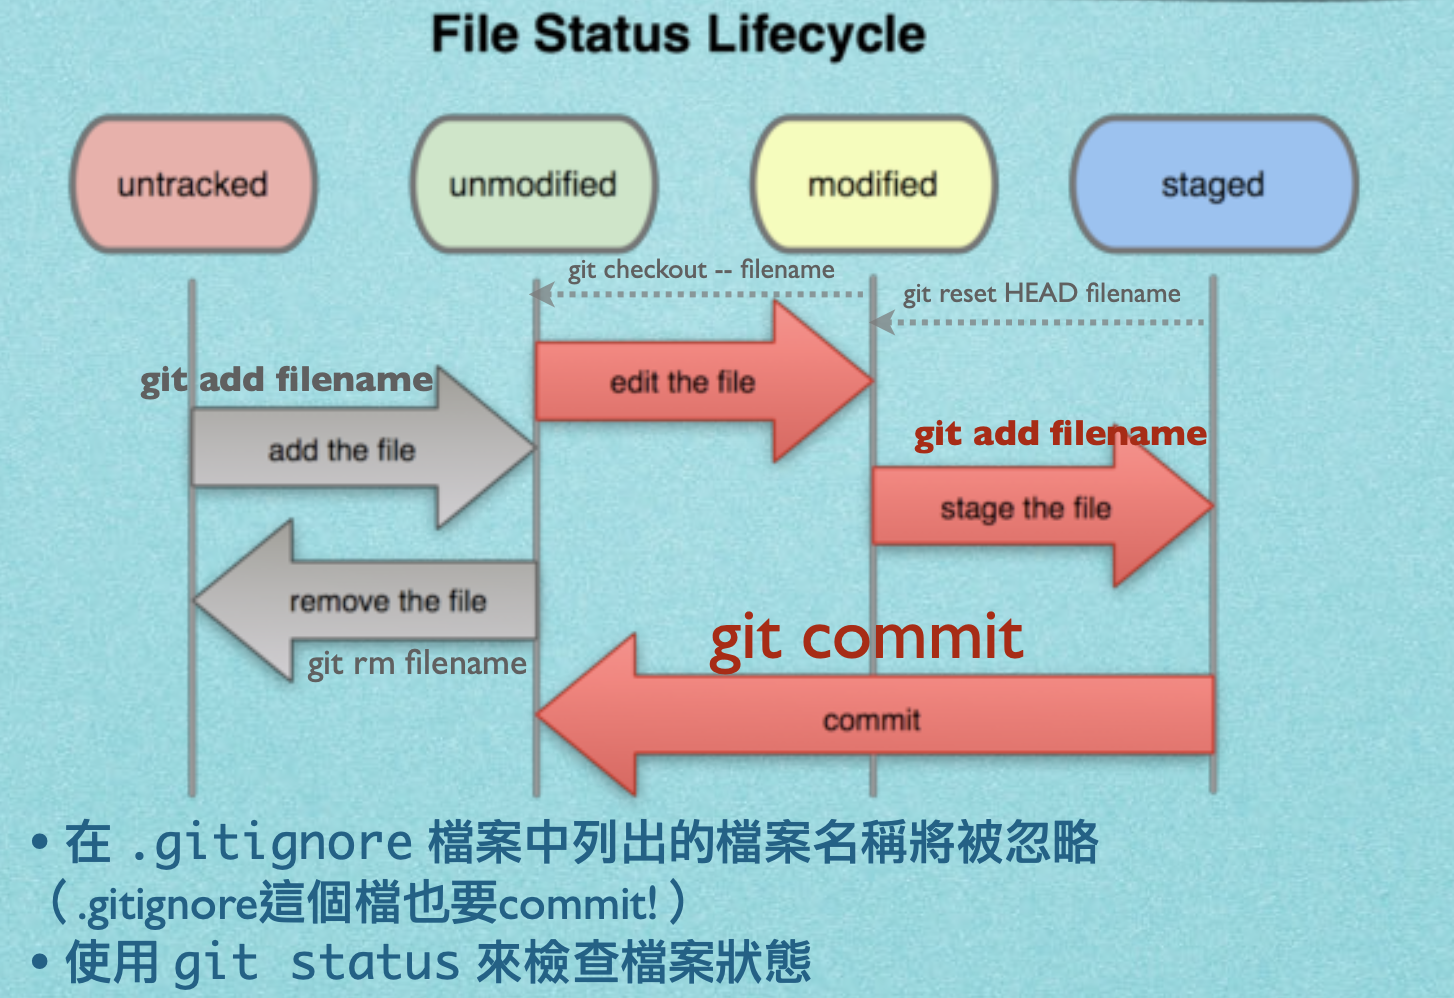 File Status Lifecycle
untracked
unmodified
modified
staged
git checkout -- filename
git reset HEAD filename
git add filename
edit the file
add the file
git add filename
stage the file
remove the file
git rm filename
git commit
commit
• 在 .gitignore 檔案中列出的檔案名稱將被忽略
（.gitignore這個檔也要commit!）
• 使用 git status 來檢查檔案狀態